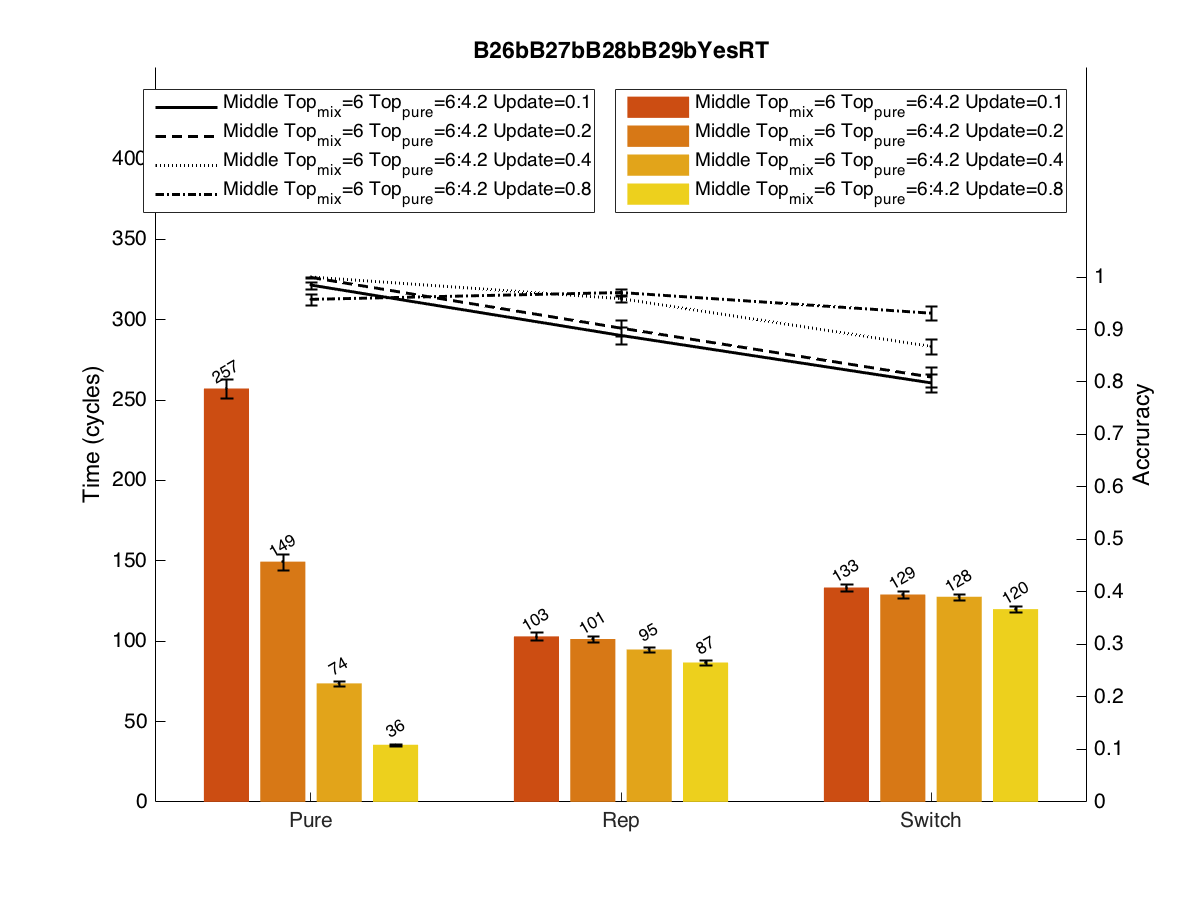 B26bB27bB28bB29bYesRT
Middle Topmix=6 Toppure=6:4.2 Update=0.1
Middle Topmix=6 Toppure=6:4.2 Update=0.2
Middle Topmix=6 Toppure=6:4.2 Update=0.4
Middle Topmix=6 Toppure=6:4.2 Update=0.8
Middle Topmix=6 Toppure=6:4.2 Update=0.1
Middle Topmix=6 Toppure=6:4.2 Update=0.2
Middle Topmix=6 Toppure=6:4.2 Update=0.4
Middle Topmix=6 Toppure=6:4.2 Update=0.8
Time (cycles)
400
350
300
250
200
150
100
50
0
257
149
74
36
103
101
95
87
133
129
128
120
1
0.9
0.8
0.7
0.6
0.5
0.4
0.3
0.2
0.1
0
Accruracy
Pure
Rep
Switch